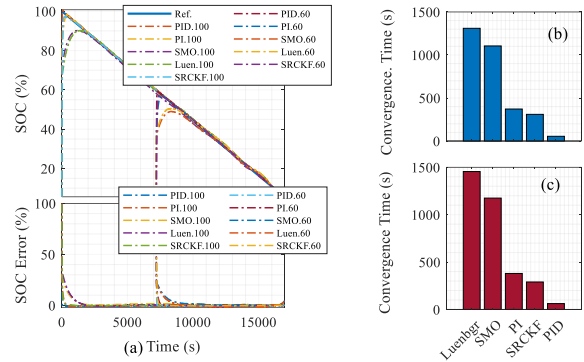 100
80
60
40
20
SOC (%)
Ref.
PID.100
PI.100
SMO.100
Luen.100
SRCKF.100
PID.60
PI.60
SMO.60
Luen.60
SRCKF.60
100
50
0
SOC Error (%)
PID.100
PI.100
SMO.100
Luen.100
SRCKF.100
PID.60
PI.60
SMO.60
Luen.60
SRCKF.60
0 5000 10000 15000
(a) Time (s)
1500
1000
500
0
Convergence. Time (s)
(b)
1500
1000
500
0
Convergence Time (s)
(c)
Luenbgr
SMO
PI
SRCKF
PID